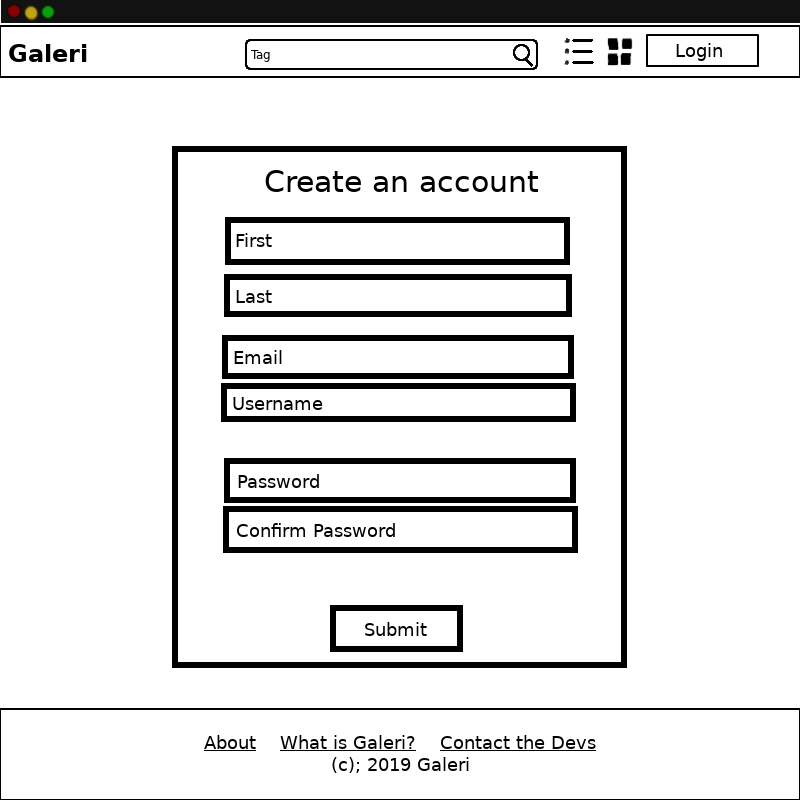 Galeri
Tag
Login
Create an account
First
Last
Email
Username
Password
Confirm Password
Submit
About What is Galeri? Contact the Devs
(c); 2019 Galeri